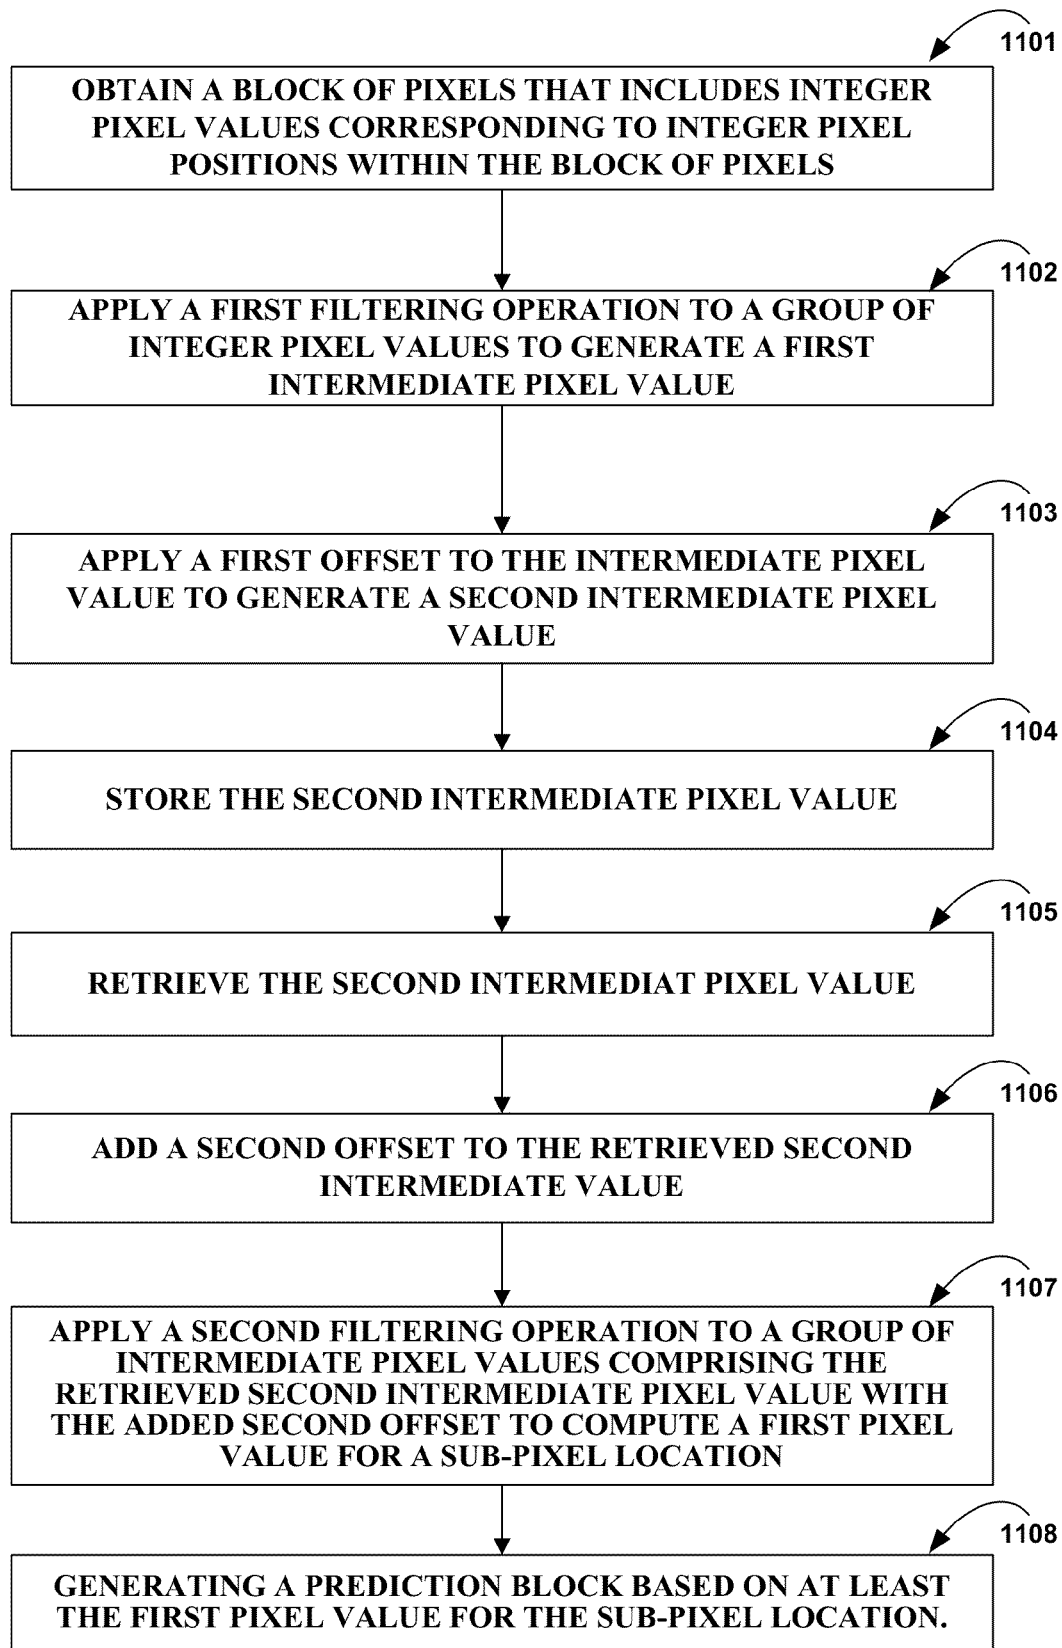 1101
OBTAIN A BLOCK OF PIXELS THAT INCLUDES INTEGER
PIXEL VALUES CORRESPONDING TO INTEGER PIXEL
POSITIONS WITHIN THE BLOCK OF PIXELS
1102
APPLY A FIRST FILTERING OPERATION TO A GROUP OF
INTEGER PIXEL VALUES TO GENERATE A FIRST
INTERMEDIATE PIXEL VALUE
1103
APPLY A FIRST OFFSET TO THE INTERMEDIATE PIXEL
VALUE TO GENERATE A SECOND INTERMEDIATE PIXEL
VALUE
1104
STORE THE SECOND INTERMEDIATE PIXEL VALUE
1105
RETRIEVE THE SECOND INTERMEDIAT PIXEL VALUE
1106
ADD A SECOND OFFSET TO THE RETRIEVED SECOND
INTERMEDIATE VALUE
1107
APPLY A SECOND FILTERING OPERATION TO A GROUP OF
INTERMEDIATE PIXEL VALUES COMPRISING THE
RETRIEVED SECOND INTERMEDIATE PIXEL VALUE WITH
THE ADDED SECOND OFFSET TO COMPUTE A FIRST PIXEL
VALUE FOR A SUB-PIXEL LOCATION
1108
GENERATING A PREDICTION BLOCK BASED ON AT LEAST
THE FIRST PIXEL VALUE FOR THE SUB-PIXEL LOCATION.